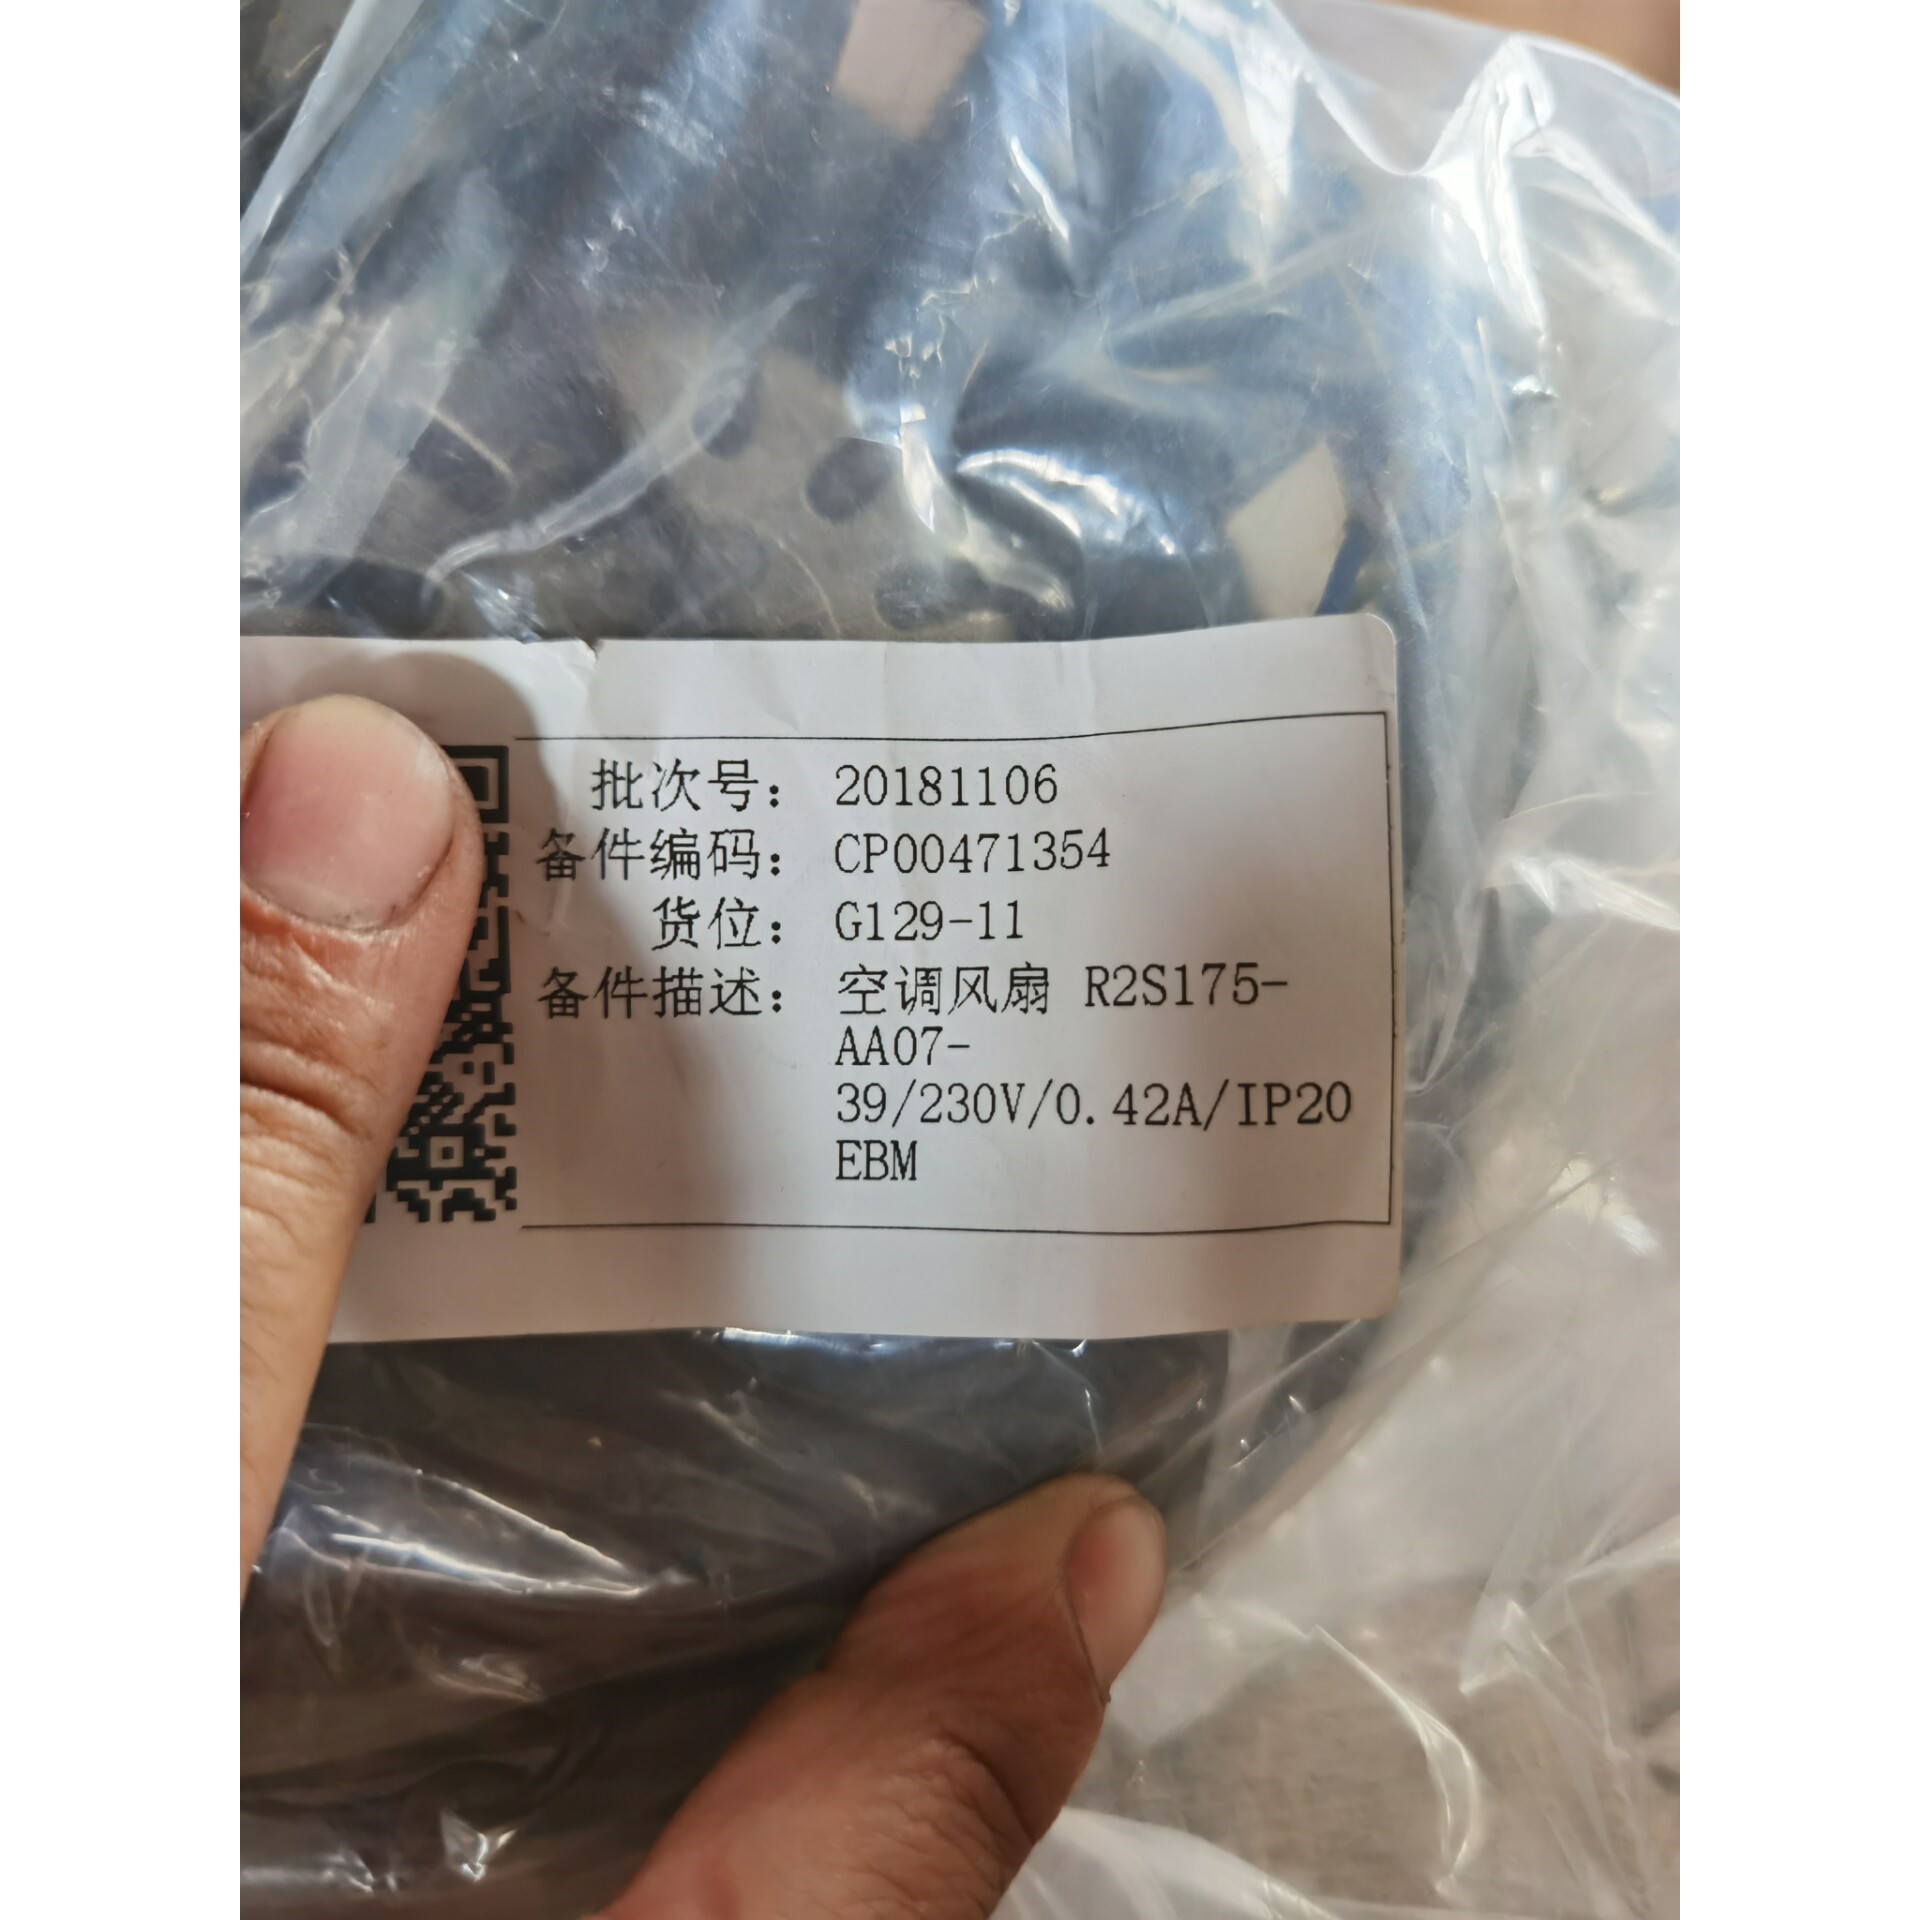 批次号： 20181106
备件编码： CP00471354
货位： G129-11
备件描述： 空调风扇 R2S175-
AA07-
39/230V/0.42A/IP20
EBM